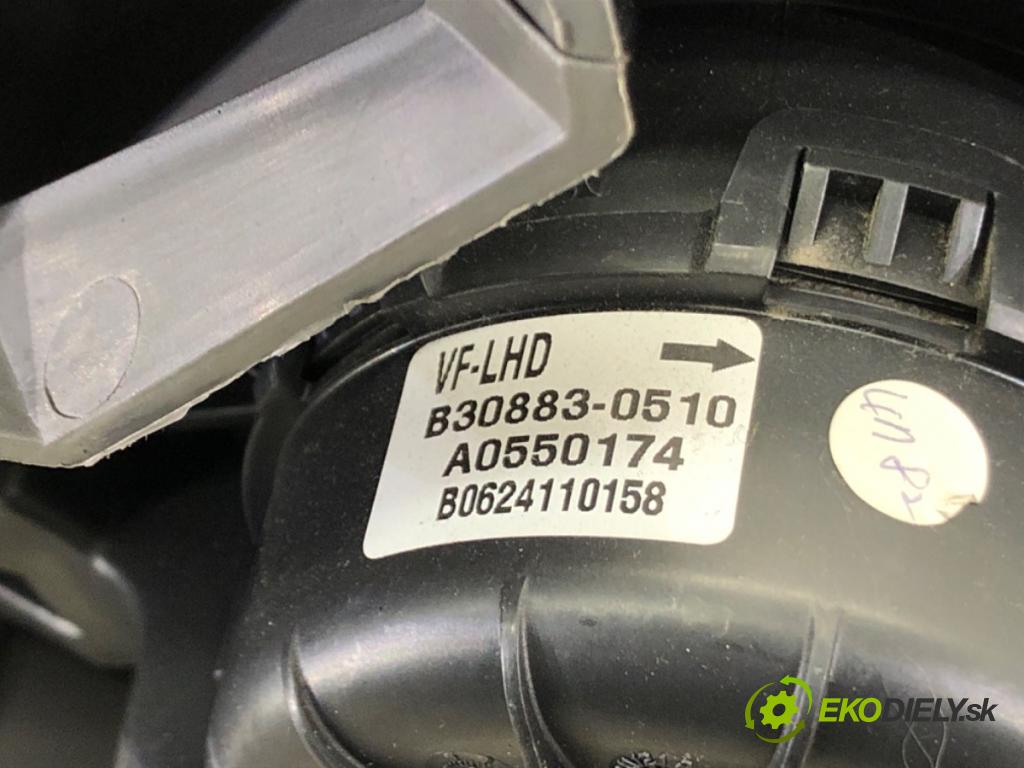 VF-LHD
B30883-0510
A0550174
B0624110158
EKODIELY.sk